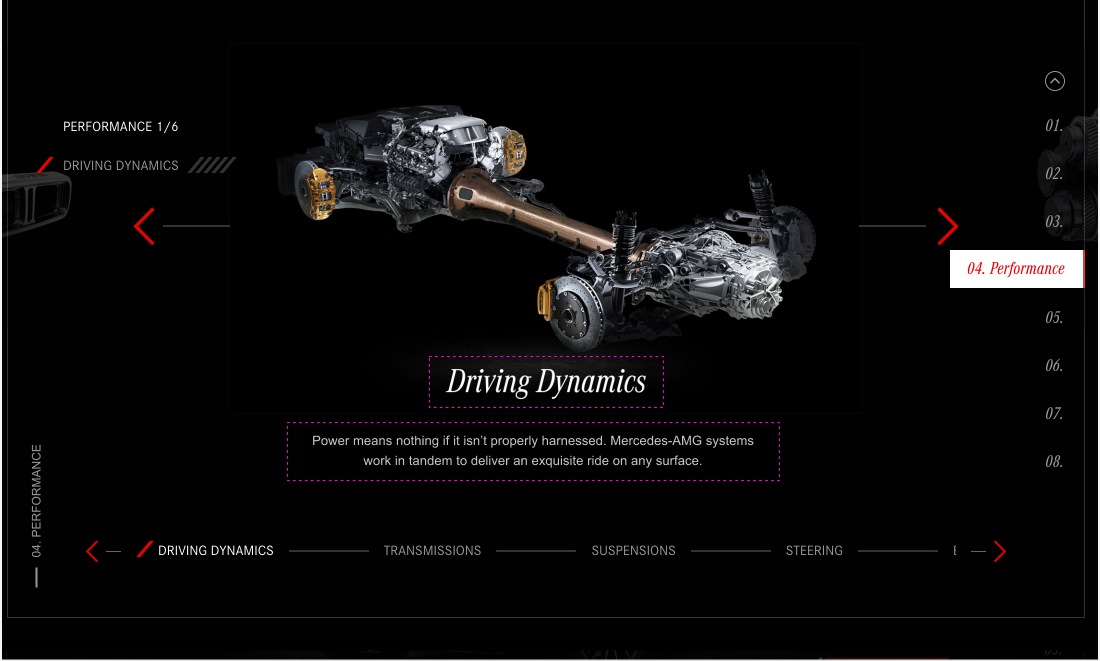 PERFORMANCE 1/6
DRIVING DYNAMICS
01.
02.
03.
04. Performance
05.
06.
07.
08.
Driving Dynamics
Power means nothing if it isn't properly harnessed. Mercedes-AMG systems
work in tandem to deliver an exquisite ride on any surface.
04. PERFORMANCE
DRIVING DYNAMICS
TRANSMISSIONS
SUSPENSIONS
STEERING